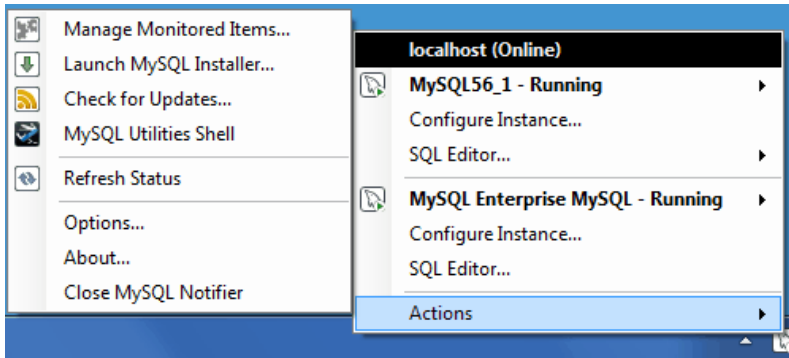 Manage Monitored Items...
Launch MySQL Installer...
Check for Updates...
MySQL Utilities Shell
Refresh Status
Options...
About...
Close MySQL Notifier
localhost (Online)
MySQL56_1 - Running
Configure Instance...
SQL Editor...
MySQL Enterprise MySQL - Running
Configure Instance...
SQL Editor...
Actions